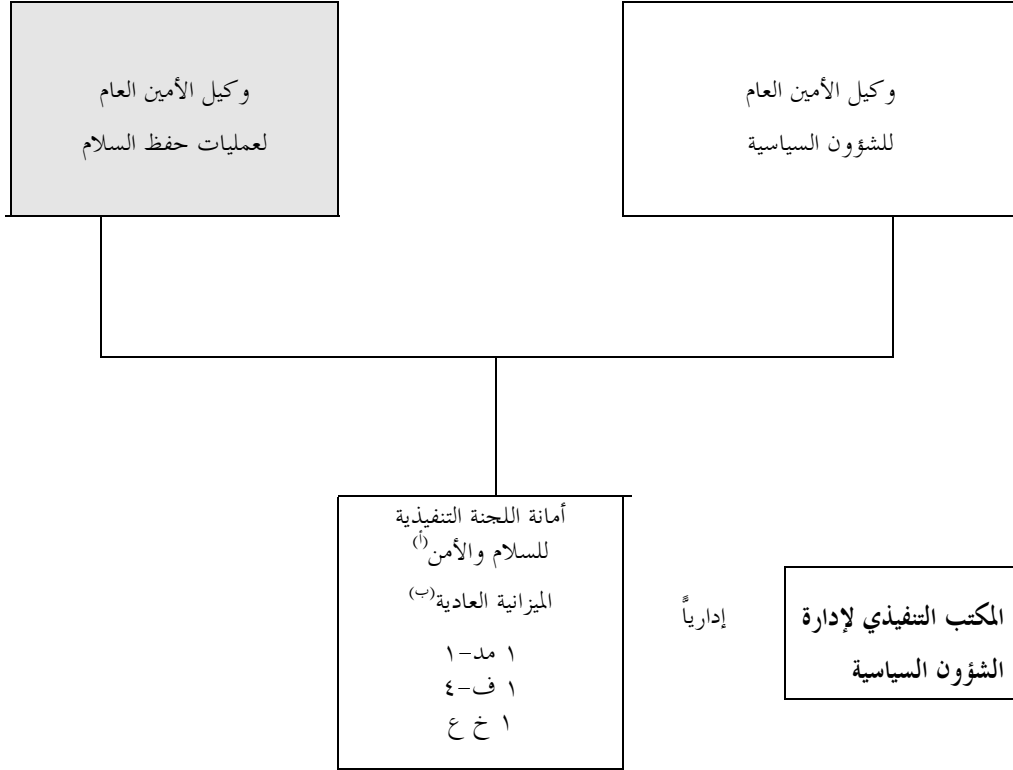 وكيل الأمين العام
للشؤون السياسية
وكيل الأمين العام
لعمليات حفظ السلام
أمانة اللجنة التنفيذية
للسلام والأمن(أ)
الميزانية العادية(ب)
١ مد-١
١ ف-٤
١ خ ع
إدارياً
المكتب التنفيذي لإدارة
الشؤون السياسية